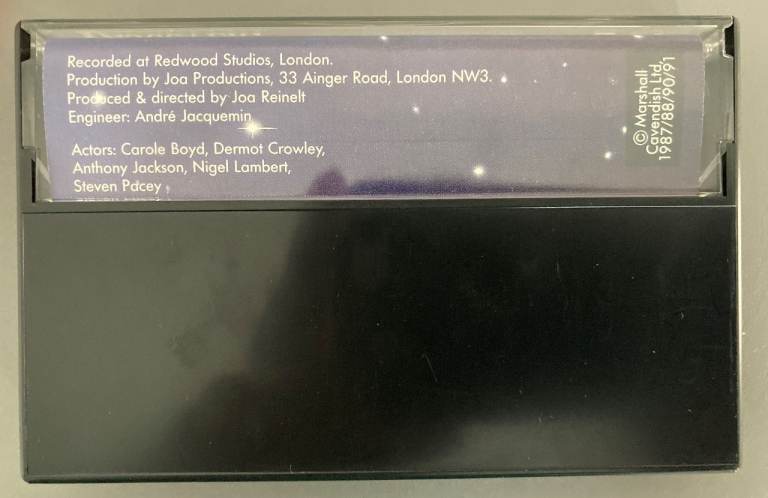 Recorded at Redwood Studios, London.
Production by Joa Productions, 33 Ainger Road, London NW3.
Produced & directed by Joa Reinelt
Engineer: André Jacquemin
Actors: Carole Boyd, Dermot Crowley,
Anthony Jackson, Nigel Lambert,
Steven Pacey
© Marshall
Cavendish Ltd,
1987/88/90/91